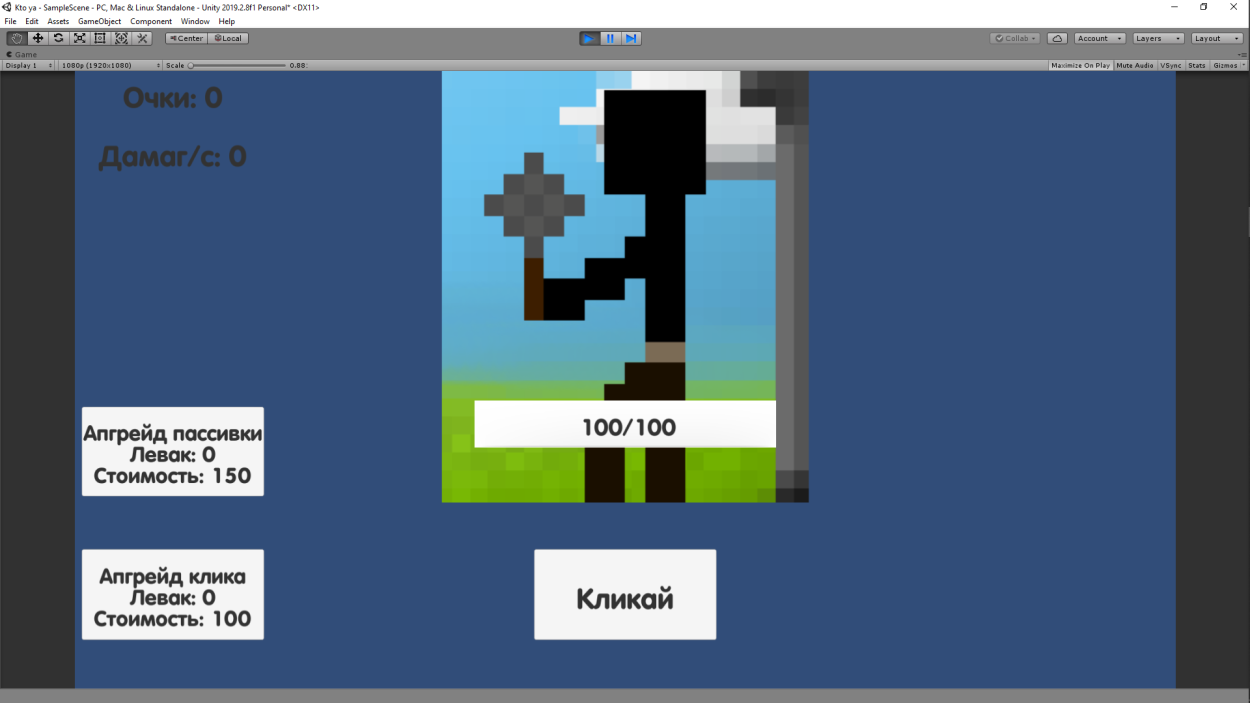 Kto ya - SampleScene - PC, Mac & Linux Standalone - Unity 2019.2.8f1 Personal* <DX11>
File Edit Assets GameObject Component Window Help
Center Local Collab Account Layers Layout
Game
Display 1 1080p (1920x1080) Scale 0.88: Maximize On Play Mute Audio VSync Stats Gizmos
Очки: 0
Дамаг/с: 0
100/100
Апгрейд пассивки
Левак: 0
Стоимость: 150
Апгрейд клика
Левак: 0
Стоимость: 100
Кликай